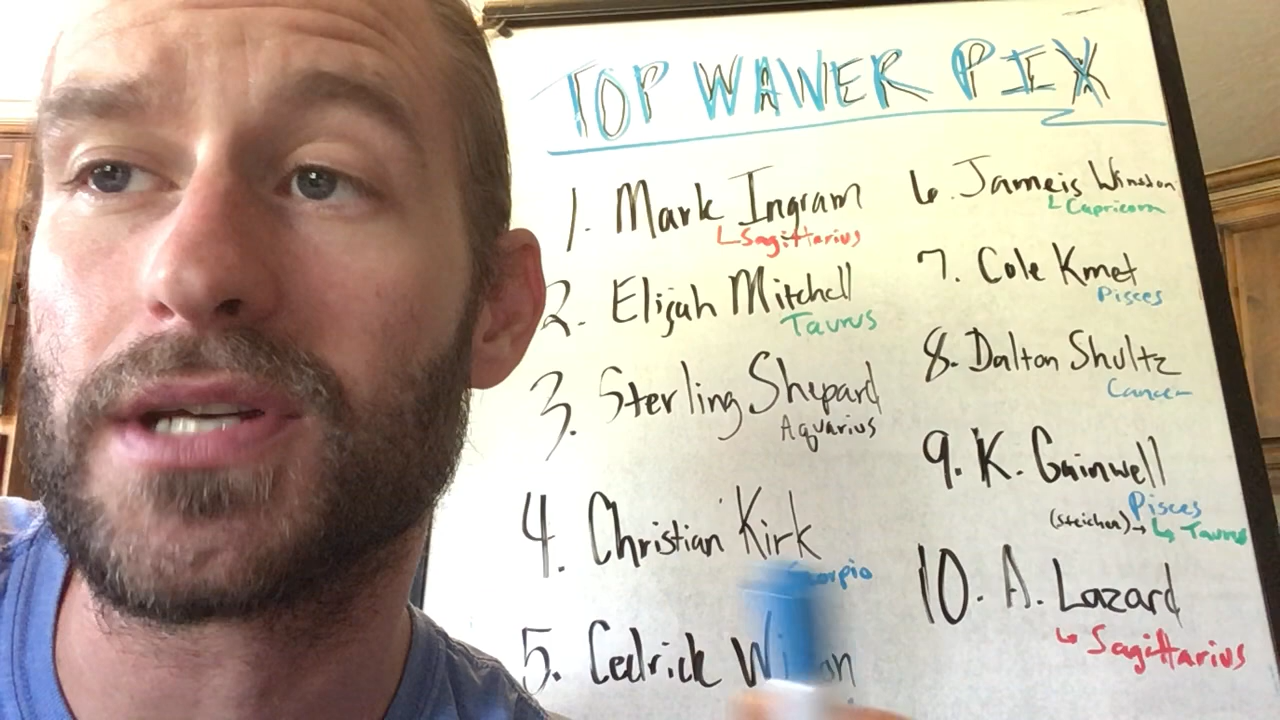 TOP WAWER PIX
1. Mark Ingram
Sagittarius
2. Elijah Mitchell
Taurus
3. Sterling Shepard
Aquarius
4. Christian Kirk
5. Cedrick
6. Jameis Winston
Capricorn
7. Cole Kmet
Pisces
8. Dalton Shultz
Cancer
9. K. Gainwell
Pisces
(Steichen) → Taurus
10. A. Lazard
Sagittarius